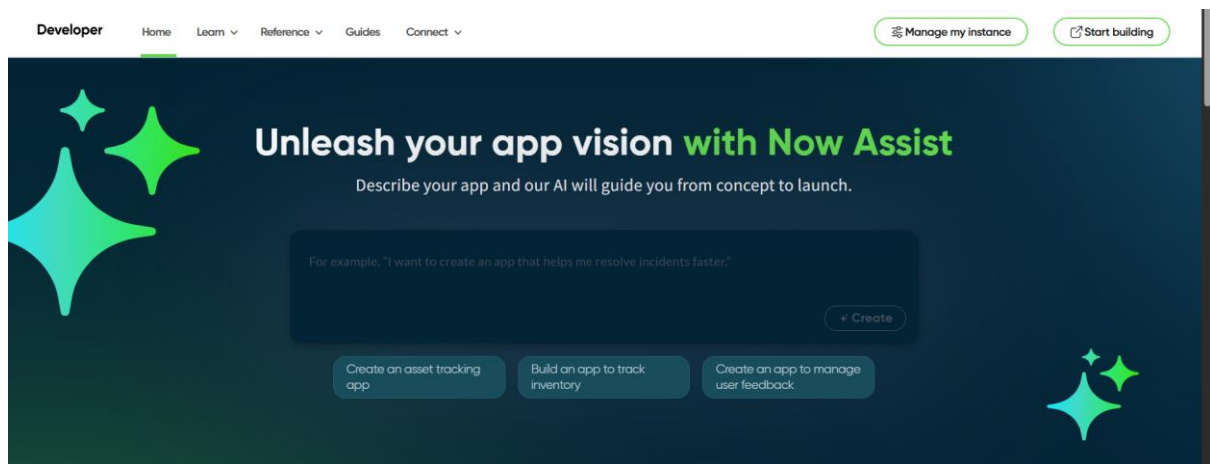 Developer
Home
Learn
Reference
Guides
Connect
Manage my instance
Start building
Unleash your app vision with Now Assist
Describe your app and our AI will guide you from concept to launch.
For example, "I want to create an app that helps me resolve incidents faster."
Create
Create an asset tracking
app
Build an app to track
inventory
Create an app to manage
user feedback